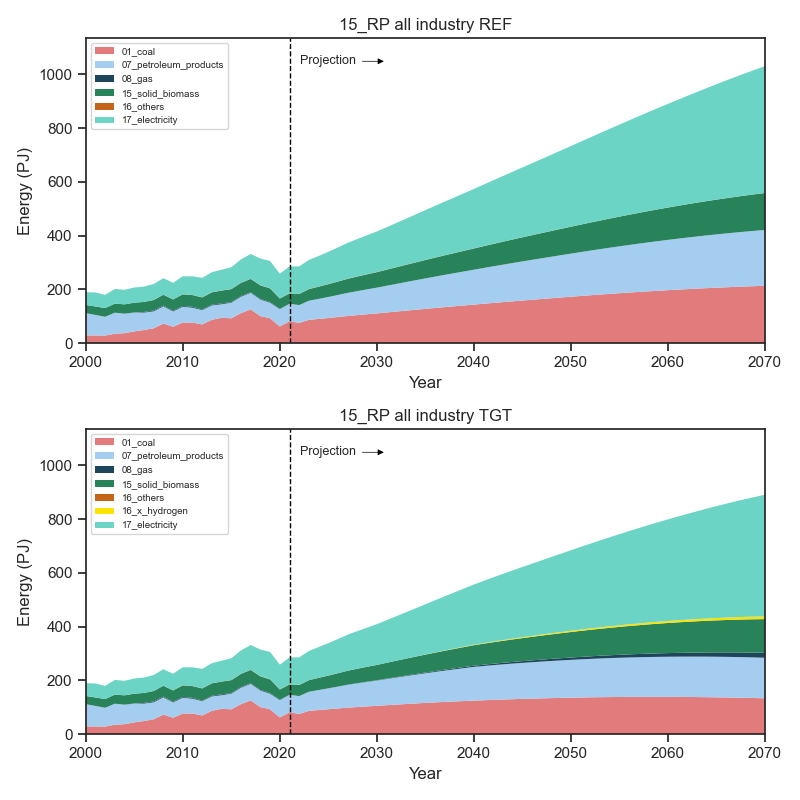 15_RP all industry REF
01_coal
07_petroleum_products
08_gas
15_solid_biomass
16_others
17_electricity
Projection
Energy (PJ)
1000
800
600
400
200
0
2000 2010 2020 2030 2040 2050 2060 2070
Year
15_RP all industry TGT
01_coal
07_petroleum_products
08_gas
15_solid_biomass
16_others
16_x_hydrogen
17_electricity
Projection
Energy (PJ)
1000
800
600
400
200
0
2000 2010 2020 2030 2040 2050 2060 2070
Year